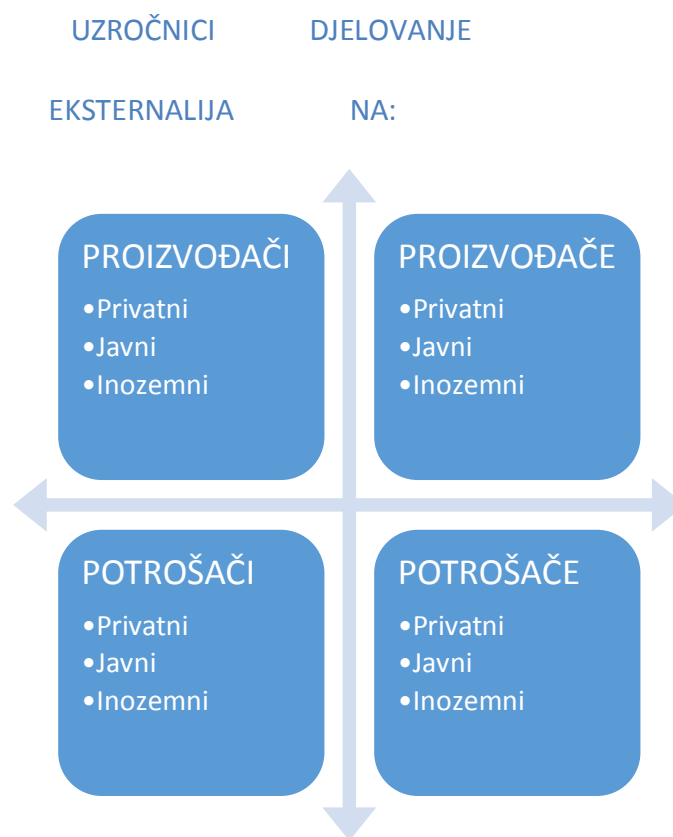 UZROČNICI DJELOVANJE
EKSTERNALIJA NA:
PROIZVOĐAČI
•Privatni
•Javni
•Inozemni
PROIZVOĐAČE
•Privatni
•Javni
•Inozemni
POTROŠAČI
•Privatni
•Javni
•Inozemni
POTROŠAČE
•Privatni
•Javni
•Inozemni